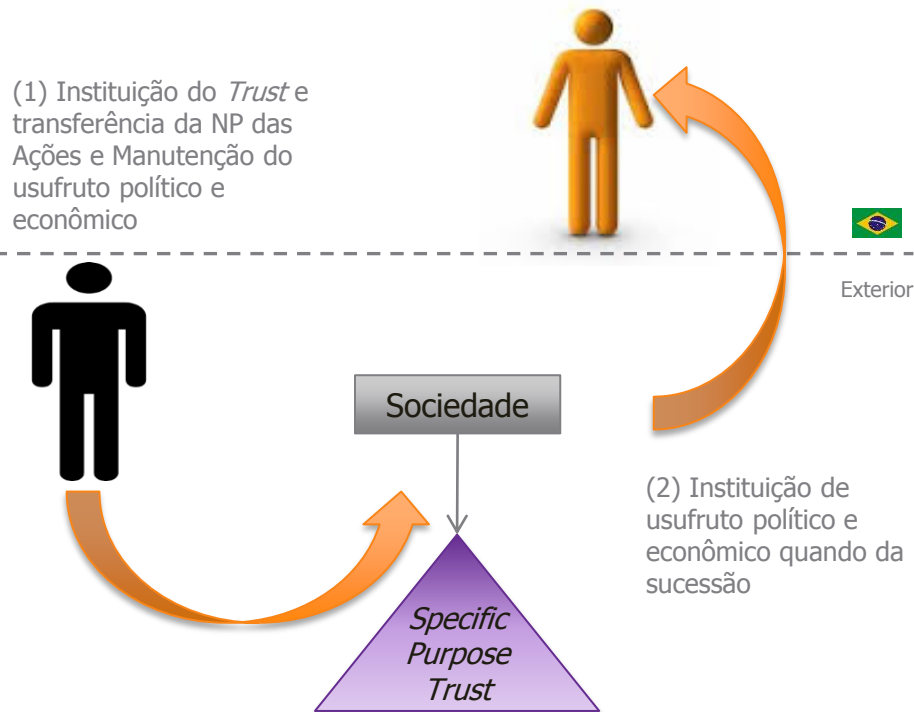 (1) Instituição do Trust e
transferência da NP das
Ações e Manutenção do
usufruto político e
econômico
Exterior
Sociedade
(2) Instituição de
usufruto político e
econômico quando da
sucessão
Specific
Purpose
Trust